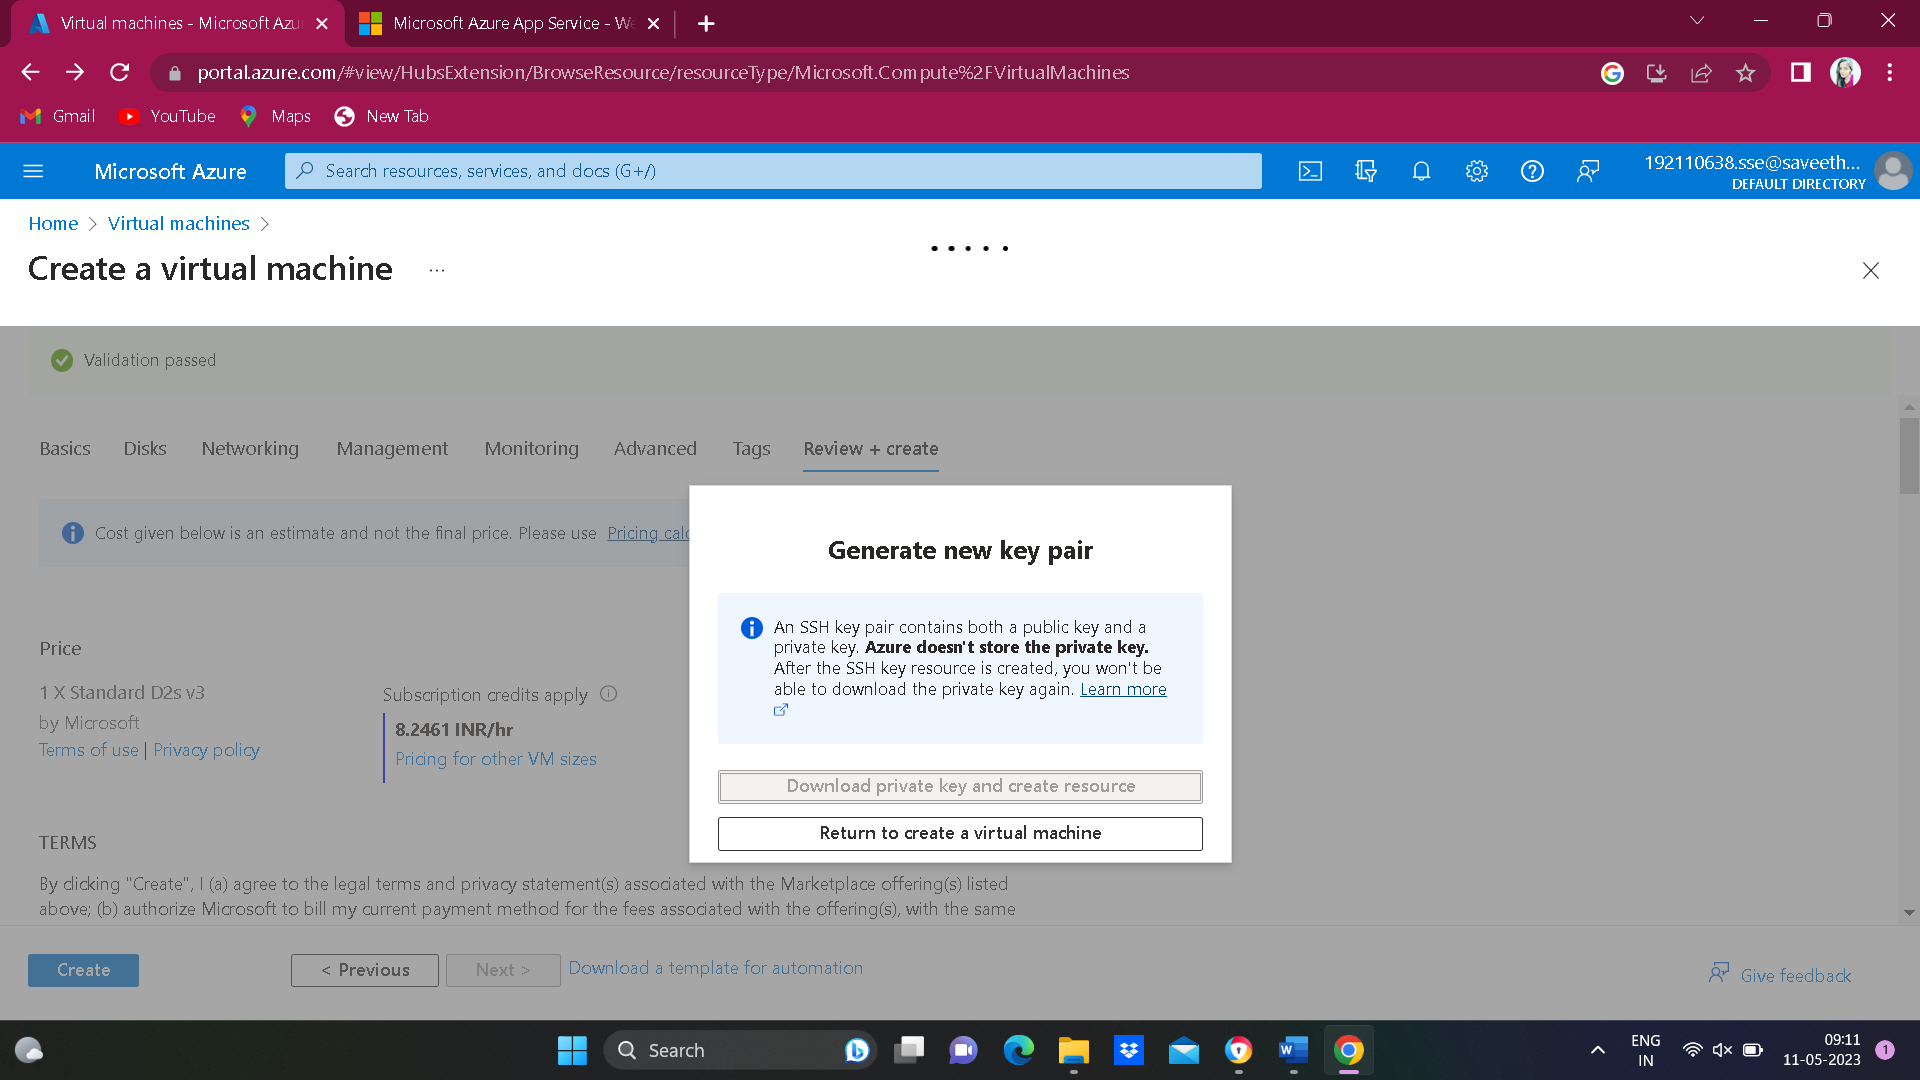 Virtual machines - Microsoft Azu
Microsoft Azure App Service - We
portal.azure.com/#view/HubsExtension/BrowseResource/resourceType/Microsoft.Compute%2FVirtualMachines
Gmail
YouTube
Maps
New Tab
Microsoft Azure
Search resources, services, and docs (G+/)
192110638.sse@saveeth...
DEFAULT DIRECTORY
Home > Virtual machines >
Create a virtual machine ...
Validation passed
Basics
Disks
Networking
Management
Monitoring
Advanced
Tags
Review + create
Cost given below is an estimate and not the final price. Please use Pricing calc
Generate new key pair
An SSH key pair contains both a public key and a
private key. Azure doesn't store the private key.
After the SSH key resource is created, you won't be
able to download the private key again. Learn more
Download private key and create resource
Return to create a virtual machine
Price
1 X Standard D2s v3
by Microsoft
Terms of use | Privacy policy
Subscription credits apply
8.2461 INR/hr
Pricing for other VM sizes
TERMS
By clicking "Create", I (a) agree to the legal terms and privacy statement(s) associated with the Marketplace offering(s) listed
above; (b) authorize Microsoft to bill my current payment method for the fees associated with the offering(s), with the same
Create
< Previous
Next >
Download a template for automation
Give feedback
Search
ENG
IN
09:11
11-05-2023
1